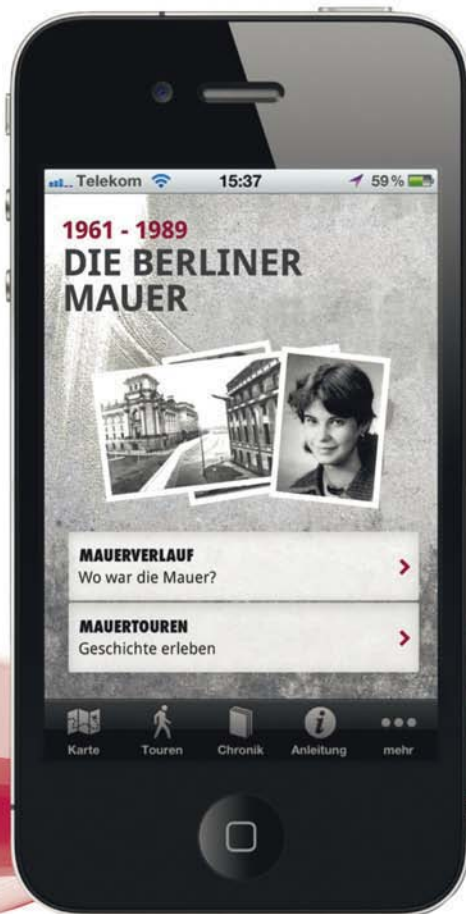 Telekom 15:37 59 %
1961 - 1989
DIE BERLINER
MAUER
MAUERVERLAUF
Wo war die Mauer?
MAUERTOUREN
Geschichte erleben
Karte Touren Chronik Anleitung mehr